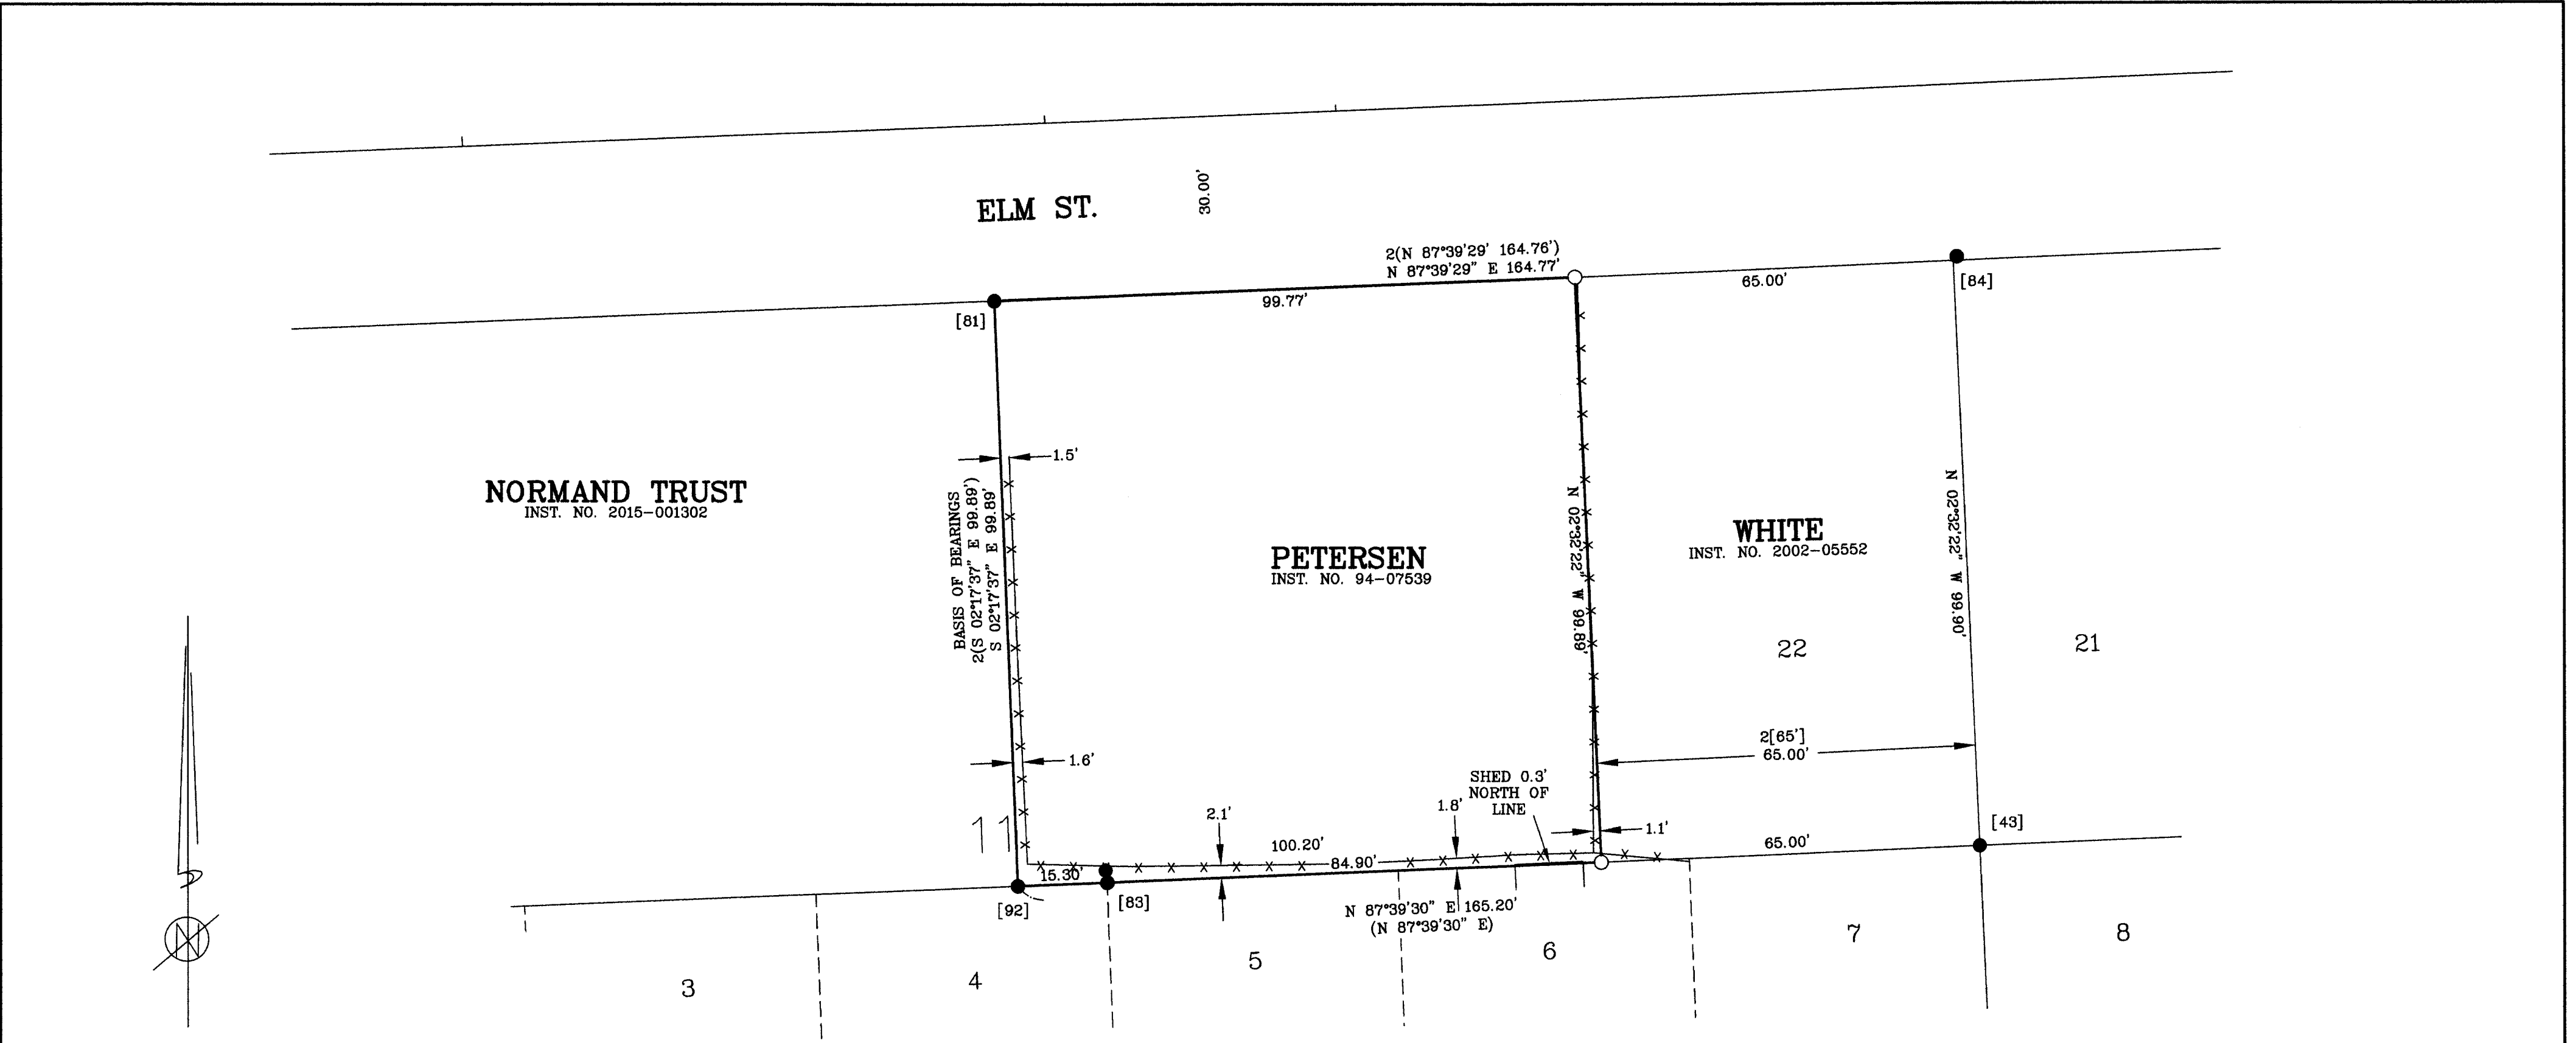 30.00'
ELM ST.
2(N 87°39'29' 164.76')
N 87°39'29" E 164.77'
99.77'
65.00'
[81]
[84]
1.5'
NORMAND TRUST
INST. NO. 2015-001302
BASIS OF BEARINGS
2(S 02°17'37" E 99.89')
S 02°17'37" E 99.89'
PETERSEN
INST. NO. 94-07539
N 02°32'22" W 99.89'
WHITE
INST. NO. 2002-05552
N 02°32'22" W 99.90'
22
21
2[65']
65.00'
1.6'
SHED 0.3'
NORTH OF
LINE
11
2.1'
1.8'
1.1'
[43]
100.20'
84.90'
65.00'
15.30'
[92]
[83]
N 87°39'30" E 165.20'
(N 87°39'30" E)
3
4
5
6
7
8
N